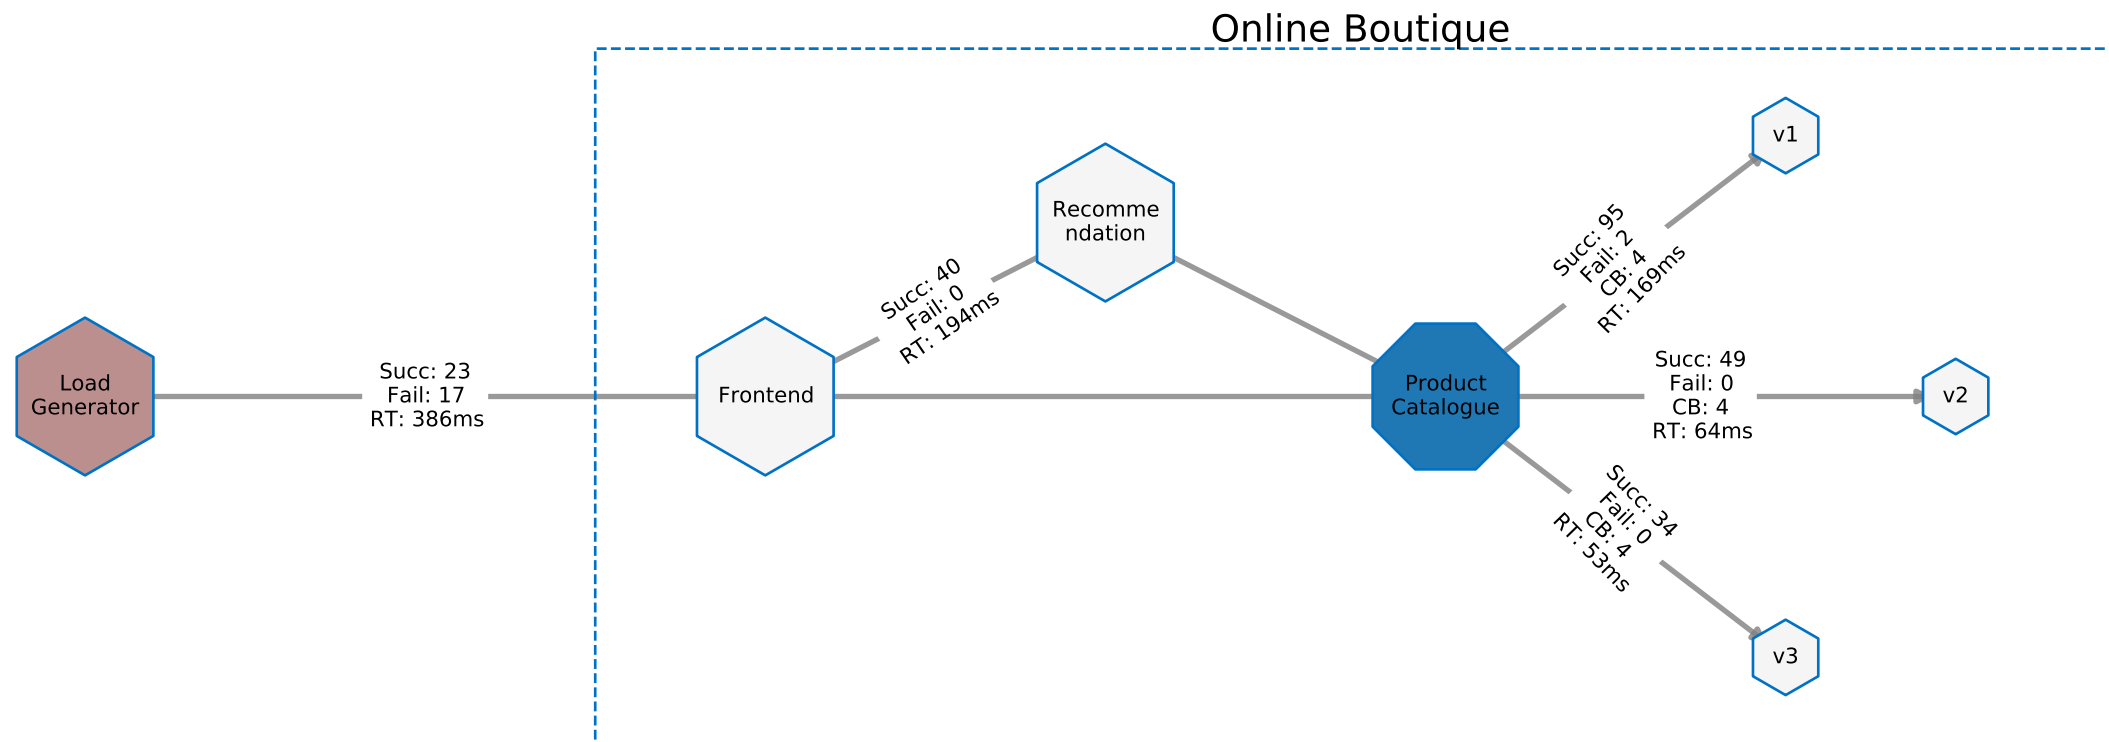 Online Boutique
Load
Generator
Succ: 23
Fail: 17
RT: 386ms
Frontend
Succ: 40
Fail: 0
RT: 194ms
Recomme
ndation
Product
Catalogue
Succ: 95
Fail: 2
CB: 4
RT: 169ms
v1
Succ: 49
Fail: 0
CB: 4
RT: 64ms
v2
Succ: 34
Fail: 0
CB: 4
RT: 53ms
v3